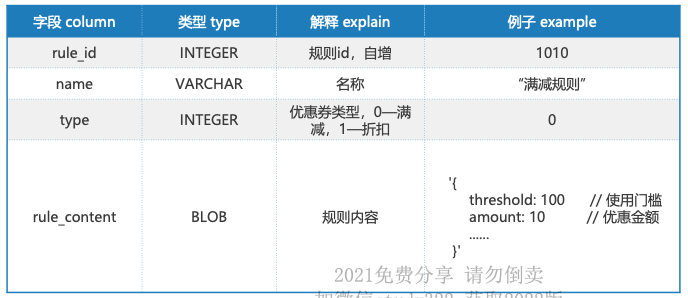 字段 column 类型 type 解释 explain 例子 example
rule_id INTEGER 规则id，自增 1010
name VARCHAR 名称 “满减规则”
type INTEGER 优惠券类型，0—满 0
减，1—折扣
rule_content BLOB 规则内容 '{
threshold: 100 // 使用门槛
amount: 10 // 优惠金额
......
}'
2021免费分享 请勿倒卖